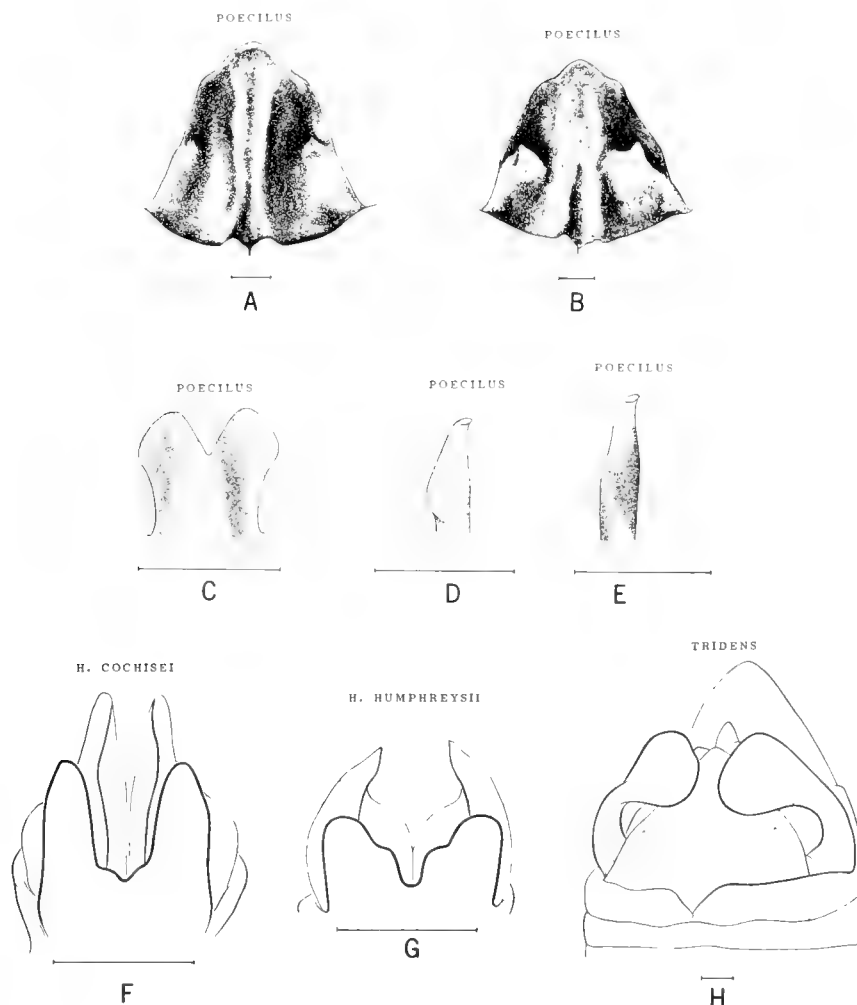 POECILUS
POECILUS
A
B
POECILUS
POECILUS
POECILUS
C
D
E
H. COCHISEI
H. HUMPHREYSII
TRIDENS
F
G
H